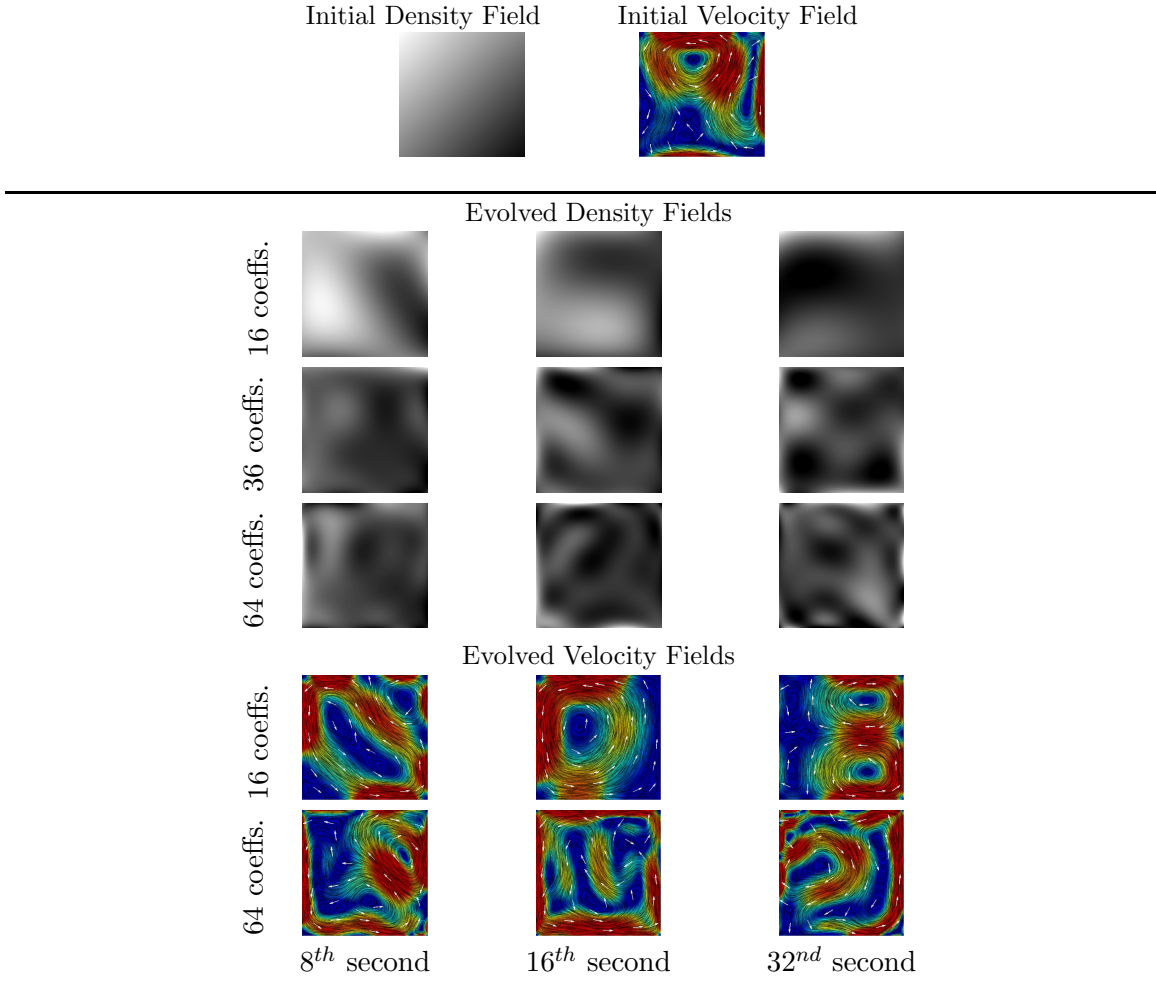 Initial Density Field Initial Velocity Field
Evolved Density Fields
16 coeffs.
36 coeffs.
64 coeffs.
Evolved Velocity Fields
16 coeffs.
64 coeffs.
8th second 16th second 32nd second